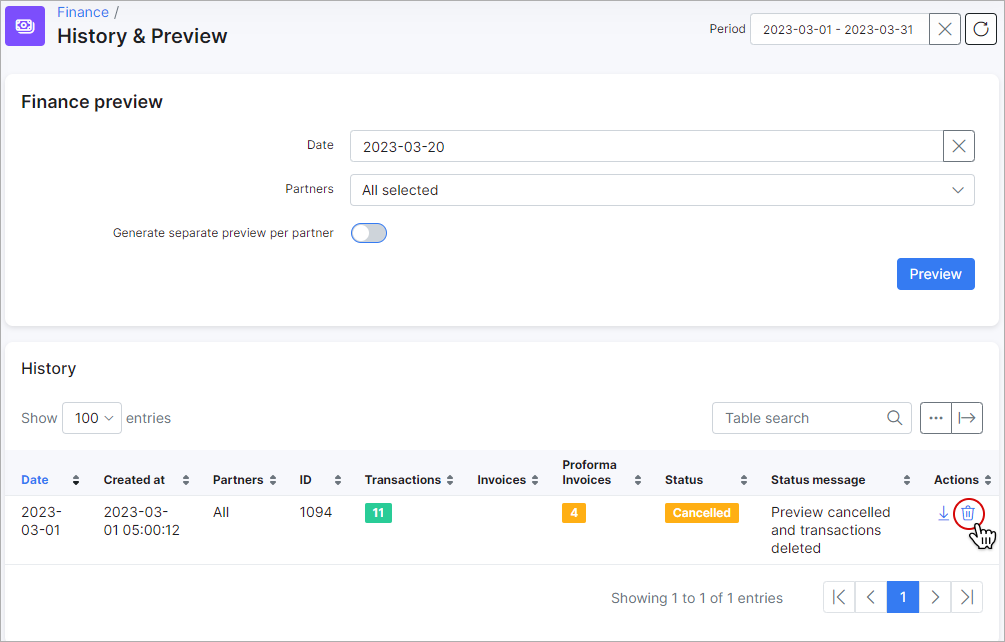 Finance /
History & Preview
Period 2023-03-01 - 2023-03-31
Finance preview
Date 2023-03-20
Partners All selected
Generate separate preview per partner
Preview
History
Show 100 entries
Table search
Date Created at Partners ID Transactions Invoices Proforma Invoices Status Status message Actions
2023-03-01 2023-03-01 05:00:12 All 1094 11 4 Cancelled Preview cancelled and transactions deleted
Showing 1 to 1 of 1 entries 1